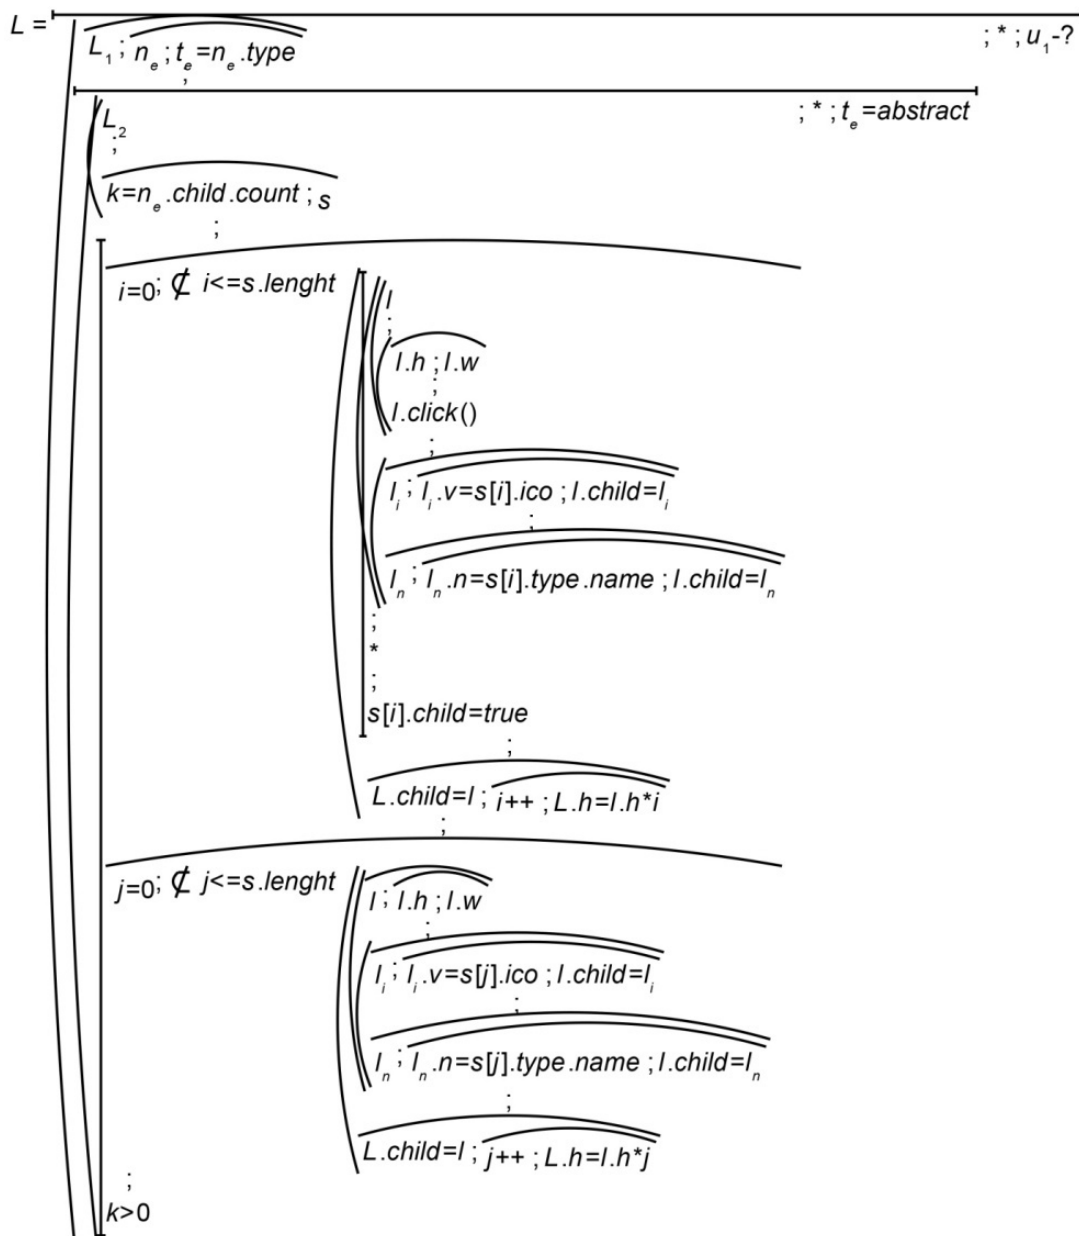 L =
; * ; u₁-?
L₁ ; nₑ ; tₑ=nₑ.type
;
; * ; tₑ=abstract
L₂
;
k=nₑ.child.count ; s
;
i=0; ⊄ i<=s.lenght
l
;
l.h ; l.w
;
l.click()
;
lᵢ ; lᵢ.v=s[i].ico ; l.child=lᵢ
;
lₙ ; lₙ.n=s[i].type.name ; l.child=lₙ
;
*
;
s[i].child=true
;
L.child=l ; i++ ; L.h=l.h*i
;
j=0; ⊄ j<=s.lenght
l ; l.h ; l.w
;
lᵢ ; lᵢ.v=s[j].ico ; l.child=lᵢ
;
lₙ ; lₙ.n=s[j].type.name ; l.child=lₙ
;
L.child=l ; j++ ; L.h=l.h*j
;
k>0